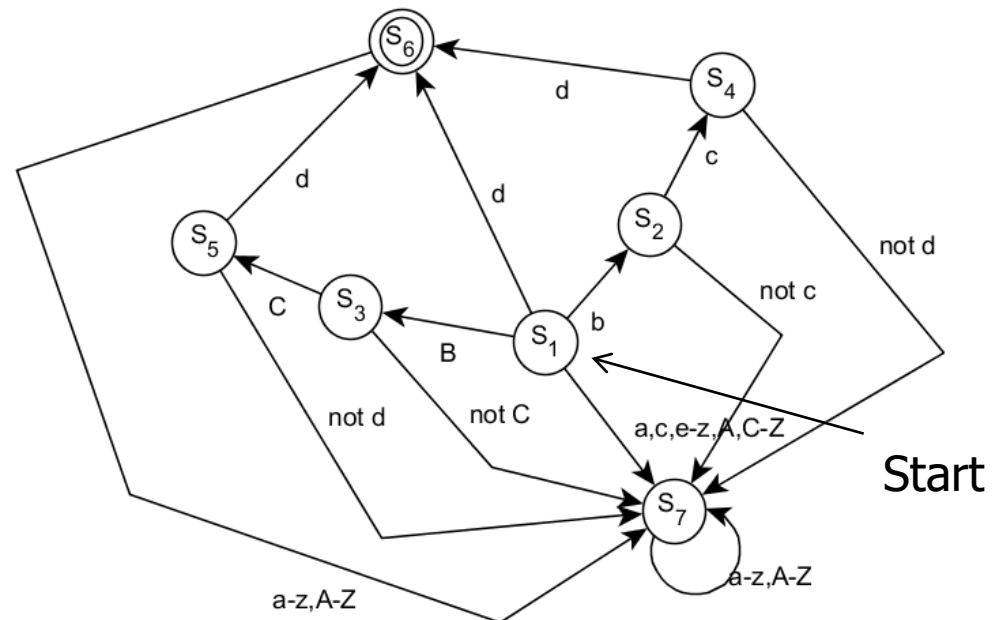 S6
S4
d
c
d
S2
d
S5
not d
C
S3
not c
b
S1
B
not d
not C
a,c,e-z,A,C-Z
Start
S7
a-z,A-Z
a-z,A-Z